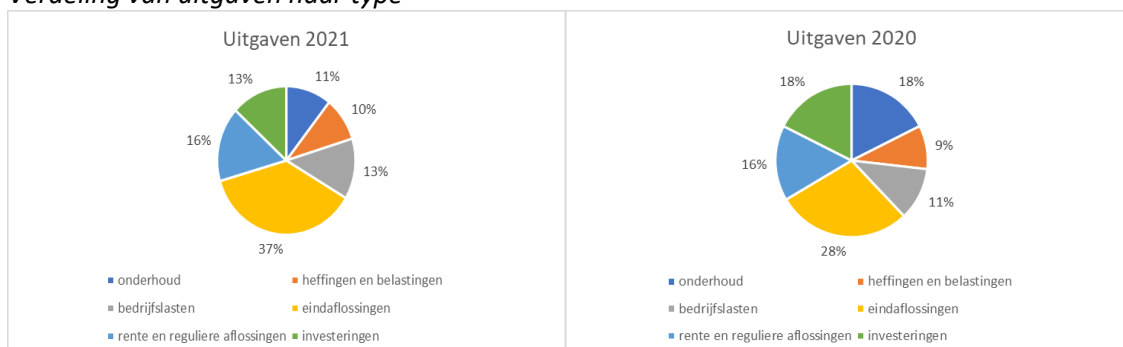 Verdeling van uitgaven naar type
Uitgaven 2021
13%
11%
10%
16%
13%
37%
onderhoud
heffingen en belastingen
bedrijfslasten
eindaflossingen
rente en reguliere aflossingen
investeringen
Uitgaven 2020
18%
18%
9%
16%
11%
28%
onderhoud
heffingen en belastingen
bedrijfslasten
eindaflossingen
rente en reguliere aflossingen
investeringen